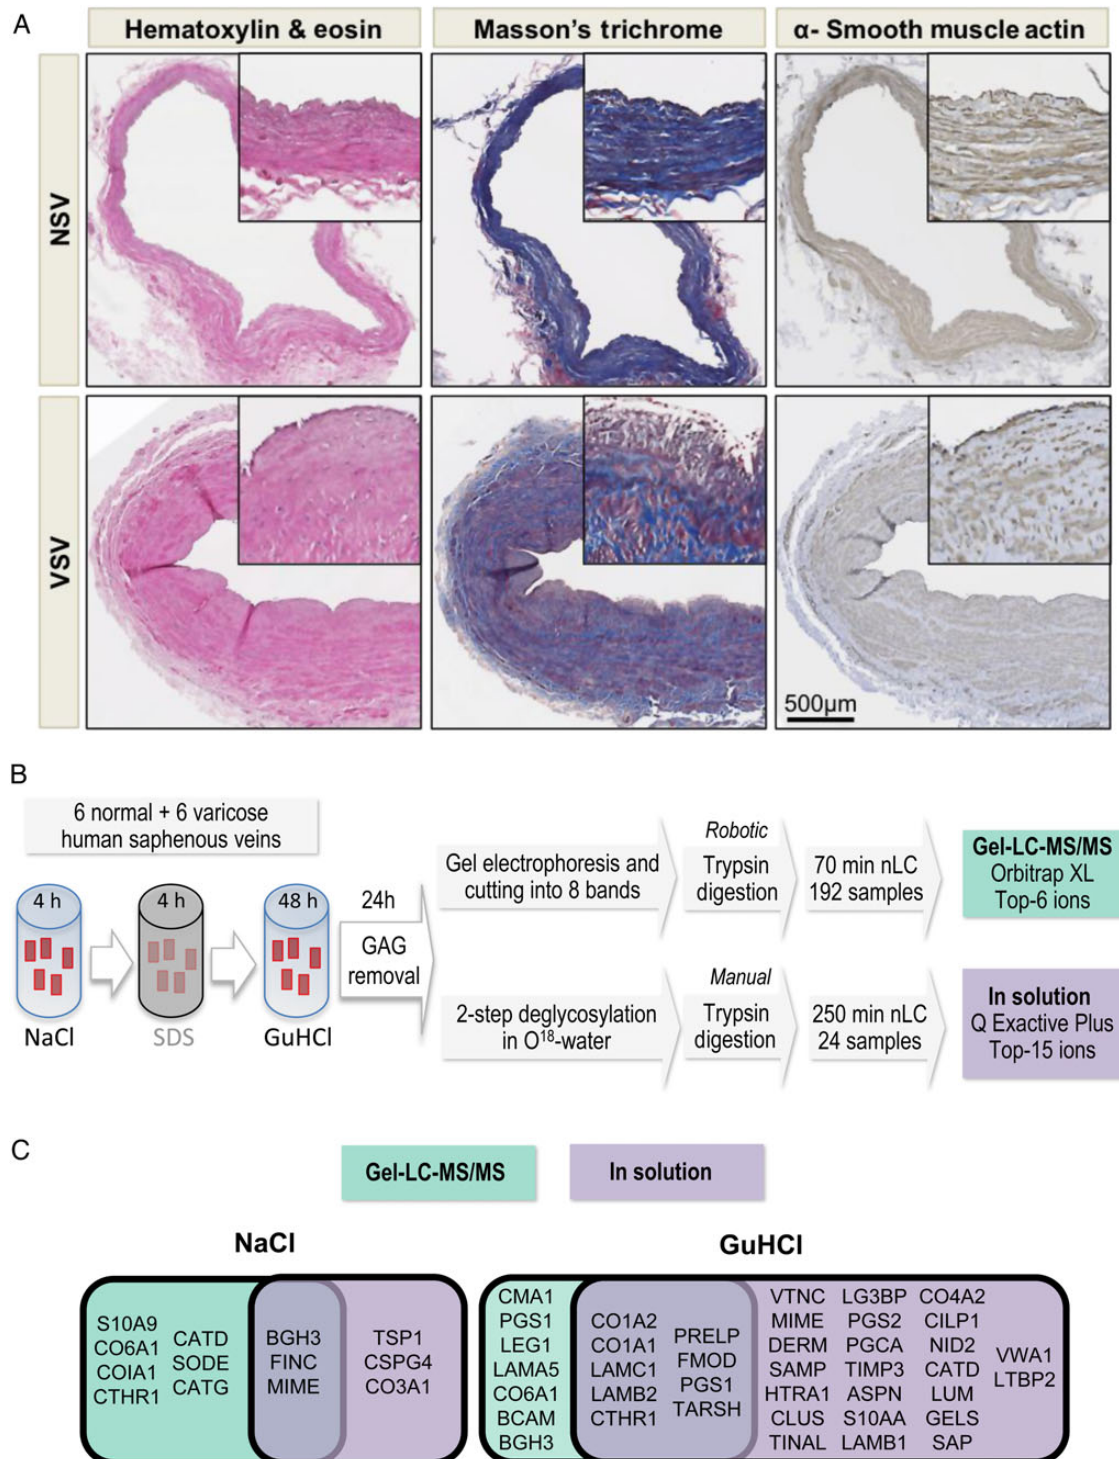 A
Hematoxylin & eosin
Masson's trichrome
α- Smooth muscle actin
NSV
VSV
500µm
B
6 normal + 6 varicose
human saphenous veins
4 h
4 h
48 h
NaCl
SDS
GuHCl
24h
GAG
removal
Gel electrophoresis and
cutting into 8 bands
Robotic
Trypsin
digestion
70 min nLC
192 samples
Gel-LC-MS/MS
Orbitrap XL
Top-6 ions
2-step deglycosylation
in O¹⁸-water
Manual
Trypsin
digestion
250 min nLC
24 samples
In solution
Q Exactive Plus
Top-15 ions
C
Gel-LC-MS/MS
In solution
NaCl
S10A9
CO6A1
COIA1
CTHR1
CATD
SODE
CATG
BGH3
FINC
MIME
TSP1
CSPG4
CO3A1
GuHCl
CMA1
PGS1
LEG1
LAMA5
CO6A1
BCAM
BGH3
CO1A2
CO1A1
LAMC1
LAMB2
CTHR1
PRELP
FMOD
PGS1
TARSH
VTNC
MIME
DERM
SAMP
HTRA1
CLUS
TINAL
LG3BP
PGS2
PGCA
TIMP3
ASPN
S10AA
LAMB1
CO4A2
CILP1
NID2
CATD
LUM
GELS
SAP
VWA1
LTBP2